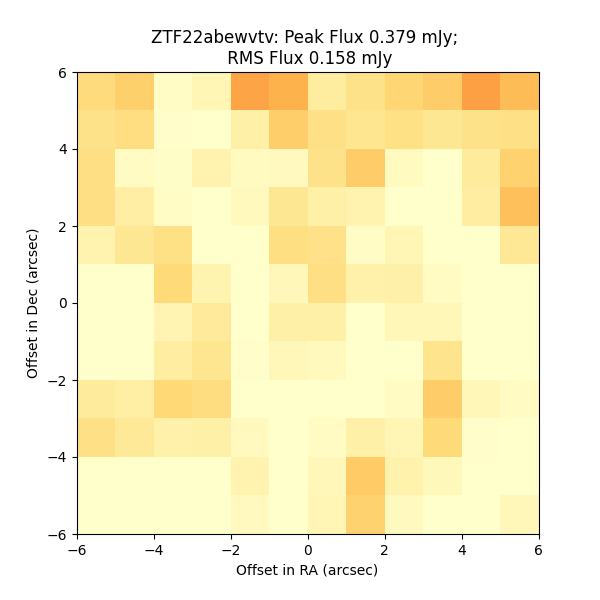 ZTF22abewvtv: Peak Flux 0.379 mJy;
RMS Flux 0.158 mJy
6
4
2
0
−2
−4
−6
Offset in Dec (arcsec)
−6 −4 −2 0 2 4 6
Offset in RA (arcsec)